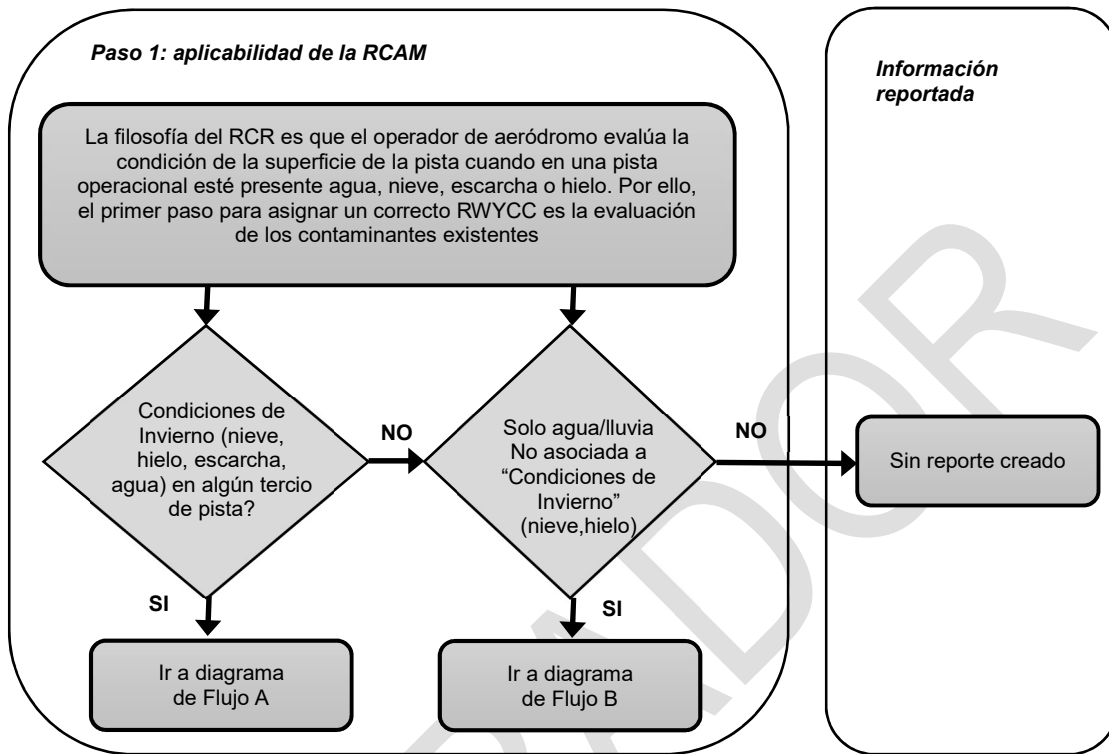 Paso 1: aplicabilidad de la RCAM
Información
reportada
La filosofía del RCR es que el operador de aeródromo evalúa la
condición de la superficie de la pista cuando en una pista
operacional esté presente agua, nieve, escarcha o hielo. Por ello,
el primer paso para asignar un correcto RWYCC es la evaluación
de los contaminantes existentes
Condiciones de
Invierno (nieve,
hielo, escarcha,
agua) en algún tercio
de pista?
NO
Solo agua/lluvia
No asociada a
“Condiciones de
Invierno”
(nieve,hielo)
NO
Sin reporte creado
SI
SI
Ir a diagrama
de Flujo A
Ir a diagrama
de Flujo B
RADOR